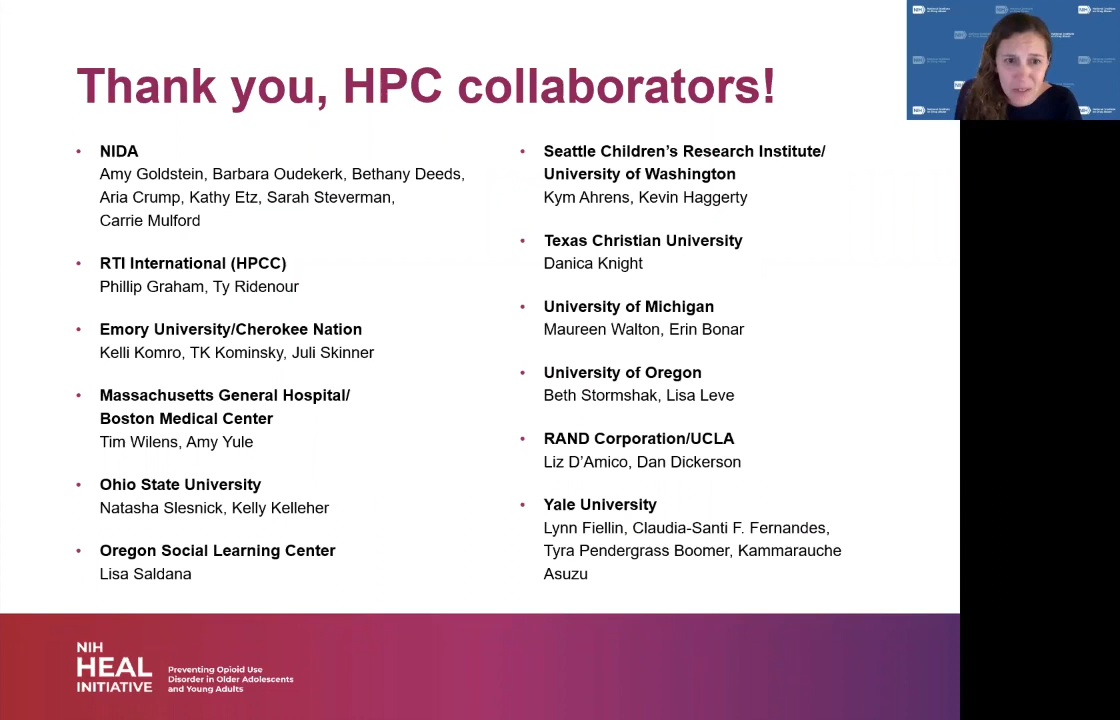 Thank you, HPC collaborators!
• NIDA
Amy Goldstein, Barbara Oudekerk, Bethany Deeds,
Aria Crump, Kathy Etz, Sarah Steverman,
Carrie Mulford
• RTI International (HPCC)
Phillip Graham, Ty Ridenour
• Emory University/Cherokee Nation
Kelli Komro, TK Kominsky, Juli Skinner
• Massachusetts General Hospital/
Boston Medical Center
Tim Wilens, Amy Yule
• Ohio State University
Natasha Slesnick, Kelly Kelleher
• Oregon Social Learning Center
Lisa Saldana
• Seattle Children’s Research Institute/
University of Washington
Kym Ahrens, Kevin Haggerty
• Texas Christian University
Danica Knight
• University of Michigan
Maureen Walton, Erin Bonar
• University of Oregon
Beth Stormshak, Lisa Leve
• RAND Corporation/UCLA
Liz D’Amico, Dan Dickerson
• Yale University
Lynn Fiellin, Claudia-Santi F. Fernandes,
Tyra Pendergrass Boomer, Kammarauche
Asuzu
NIH
HEAL
INITIATIVE
Preventing Opioid Use
Disorder in Older Adolescents
and Young Adults
NIH
NIH
NIH
NIH
NIH